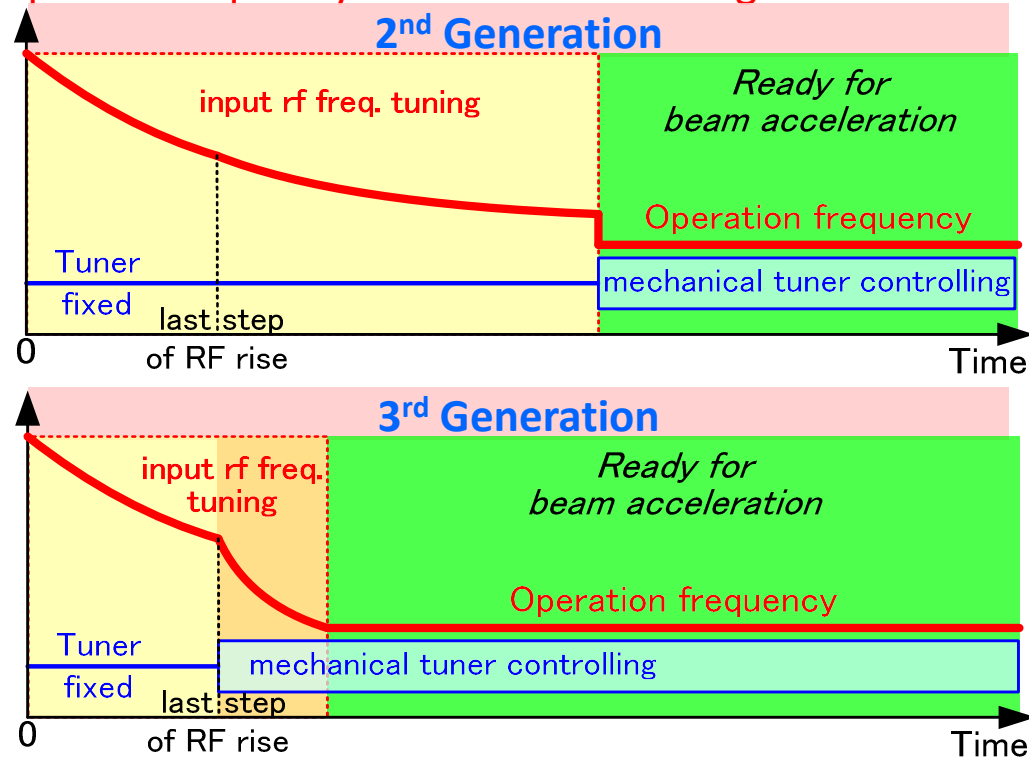 2nd Generation
input rf freq. tuning
Ready for
beam acceleration
Operation frequency
Tuner
fixed
mechanical tuner controlling
last step
of RF rise
0
Time
3rd Generation
input rf freq.
tuning
Ready for
beam acceleration
Operation frequency
Tuner
fixed
mechanical tuner controlling
last step
of RF rise
0
Time